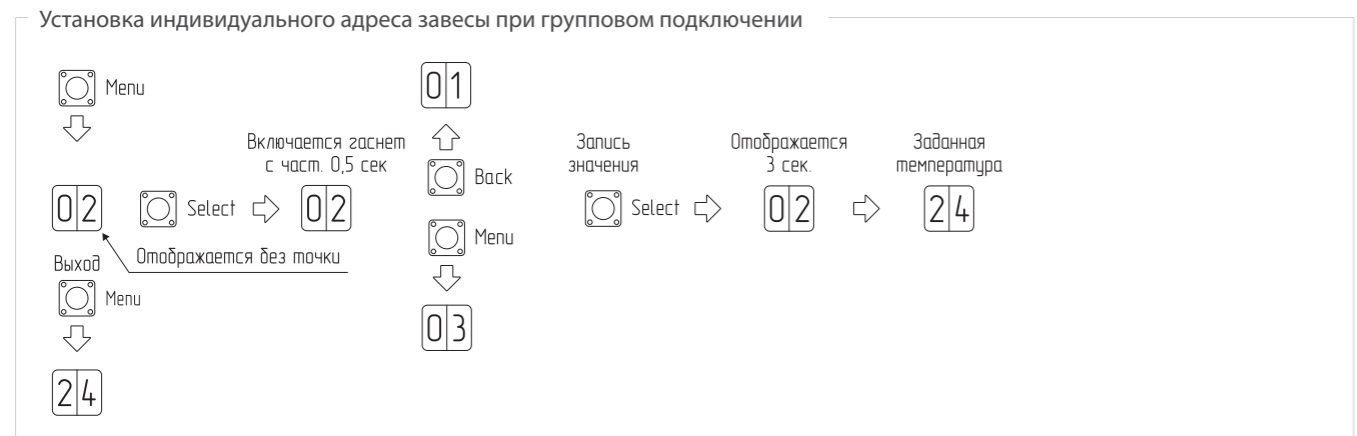 Установка индивидуального адреса завесы при групповом подключении
Menu
01
Включается гаснет
с част. 0,5 сек
Back
Запись
значения
Отображается
3 сек.
Заданная
температура
02
Select
02
Select
02
24
Menu
Отображается без точки
Выход
Menu
03
24